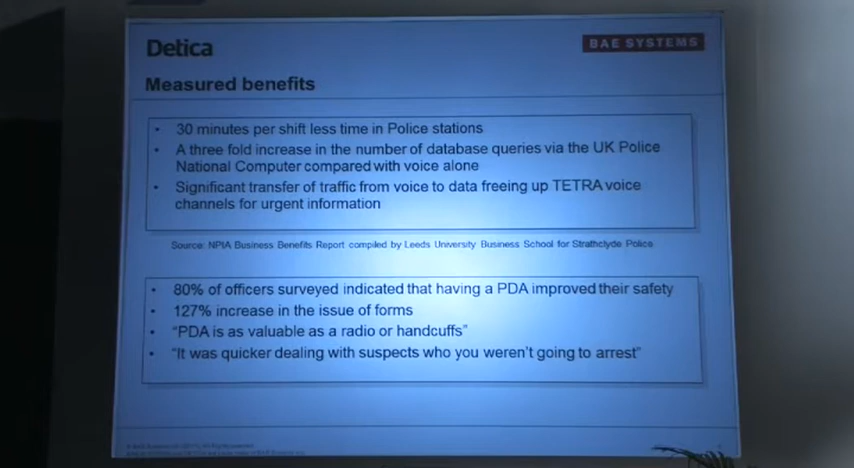 Detica
BAE SYSTEMS
Measured benefits
• 30 minutes per shift less time in Police stations
• A three fold increase in the number of database queries via the UK Police
National Computer compared with voice alone
• Significant transfer of traffic from voice to data freeing up TETRA voice
channels for urgent information
Source: NPIA Business Benefits Report compiled by Leeds University Business School for Strathclyde Police.
• 80% of officers surveyed indicated that having a PDA improved their safety
• 127% increase in the issue of forms
• “PDA is as valuable as a radio or handcuffs”
• “It was quicker dealing with suspects who you weren’t going to arrest”